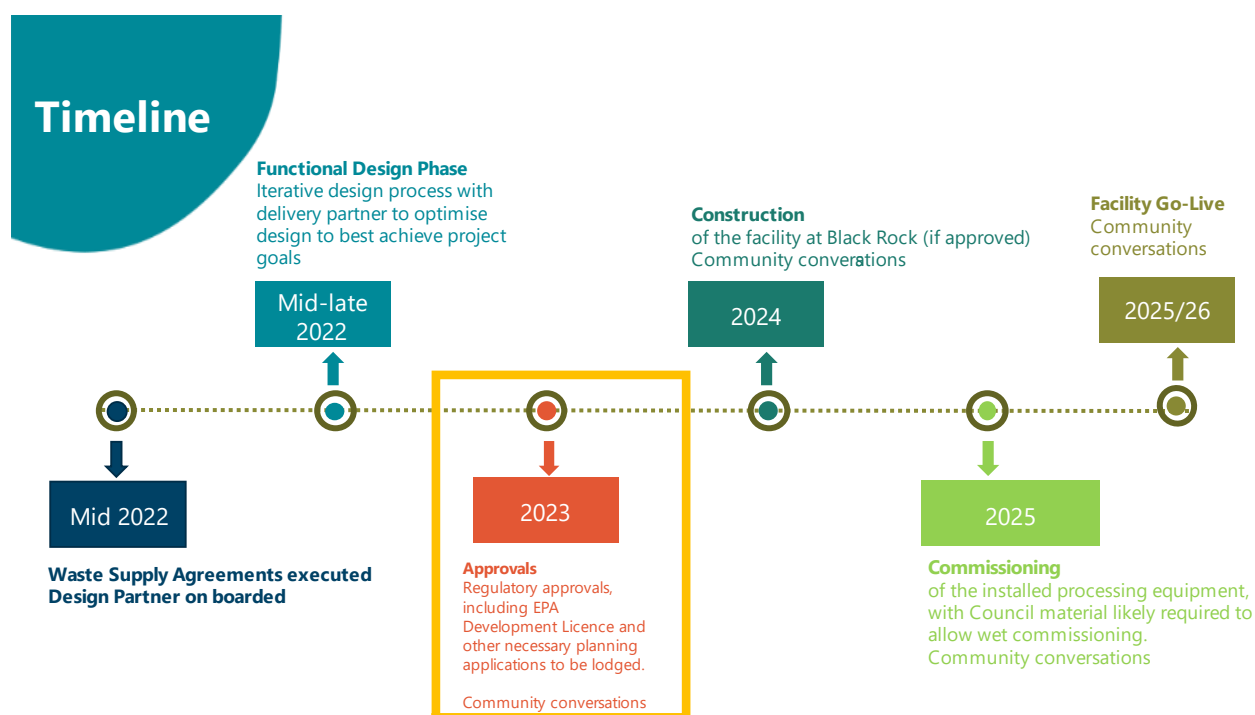 Timeline
Functional Design Phase
Iterative design process with
delivery partner to optimise
design to best achieve project
goals
Mid-late
2022
Construction
of the facility at Black Rock (if approved)
Community conversations
2024
Facility Go-Live
Community
conversations
2025/26
Mid 2022
Waste Supply Agreements executed
Design Partner on boarded
2023
Approvals
Regulatory approvals,
including EPA
Development Licence and
other necessary planning
applications to be lodged.
Community conversations
2025
Commissioning
of the installed processing equipment,
with Council material likely required to
allow wet commissioning.
Community conversations